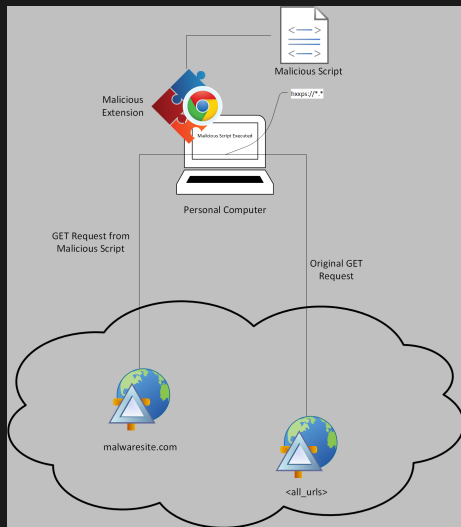 Malicious Script
hxxps://*.*
Malicious
Extension
Malicious Script Executed
Personal Computer
GET Request from
Malicious Script
Original GET
Request
malwaresite.com
<all_urls>